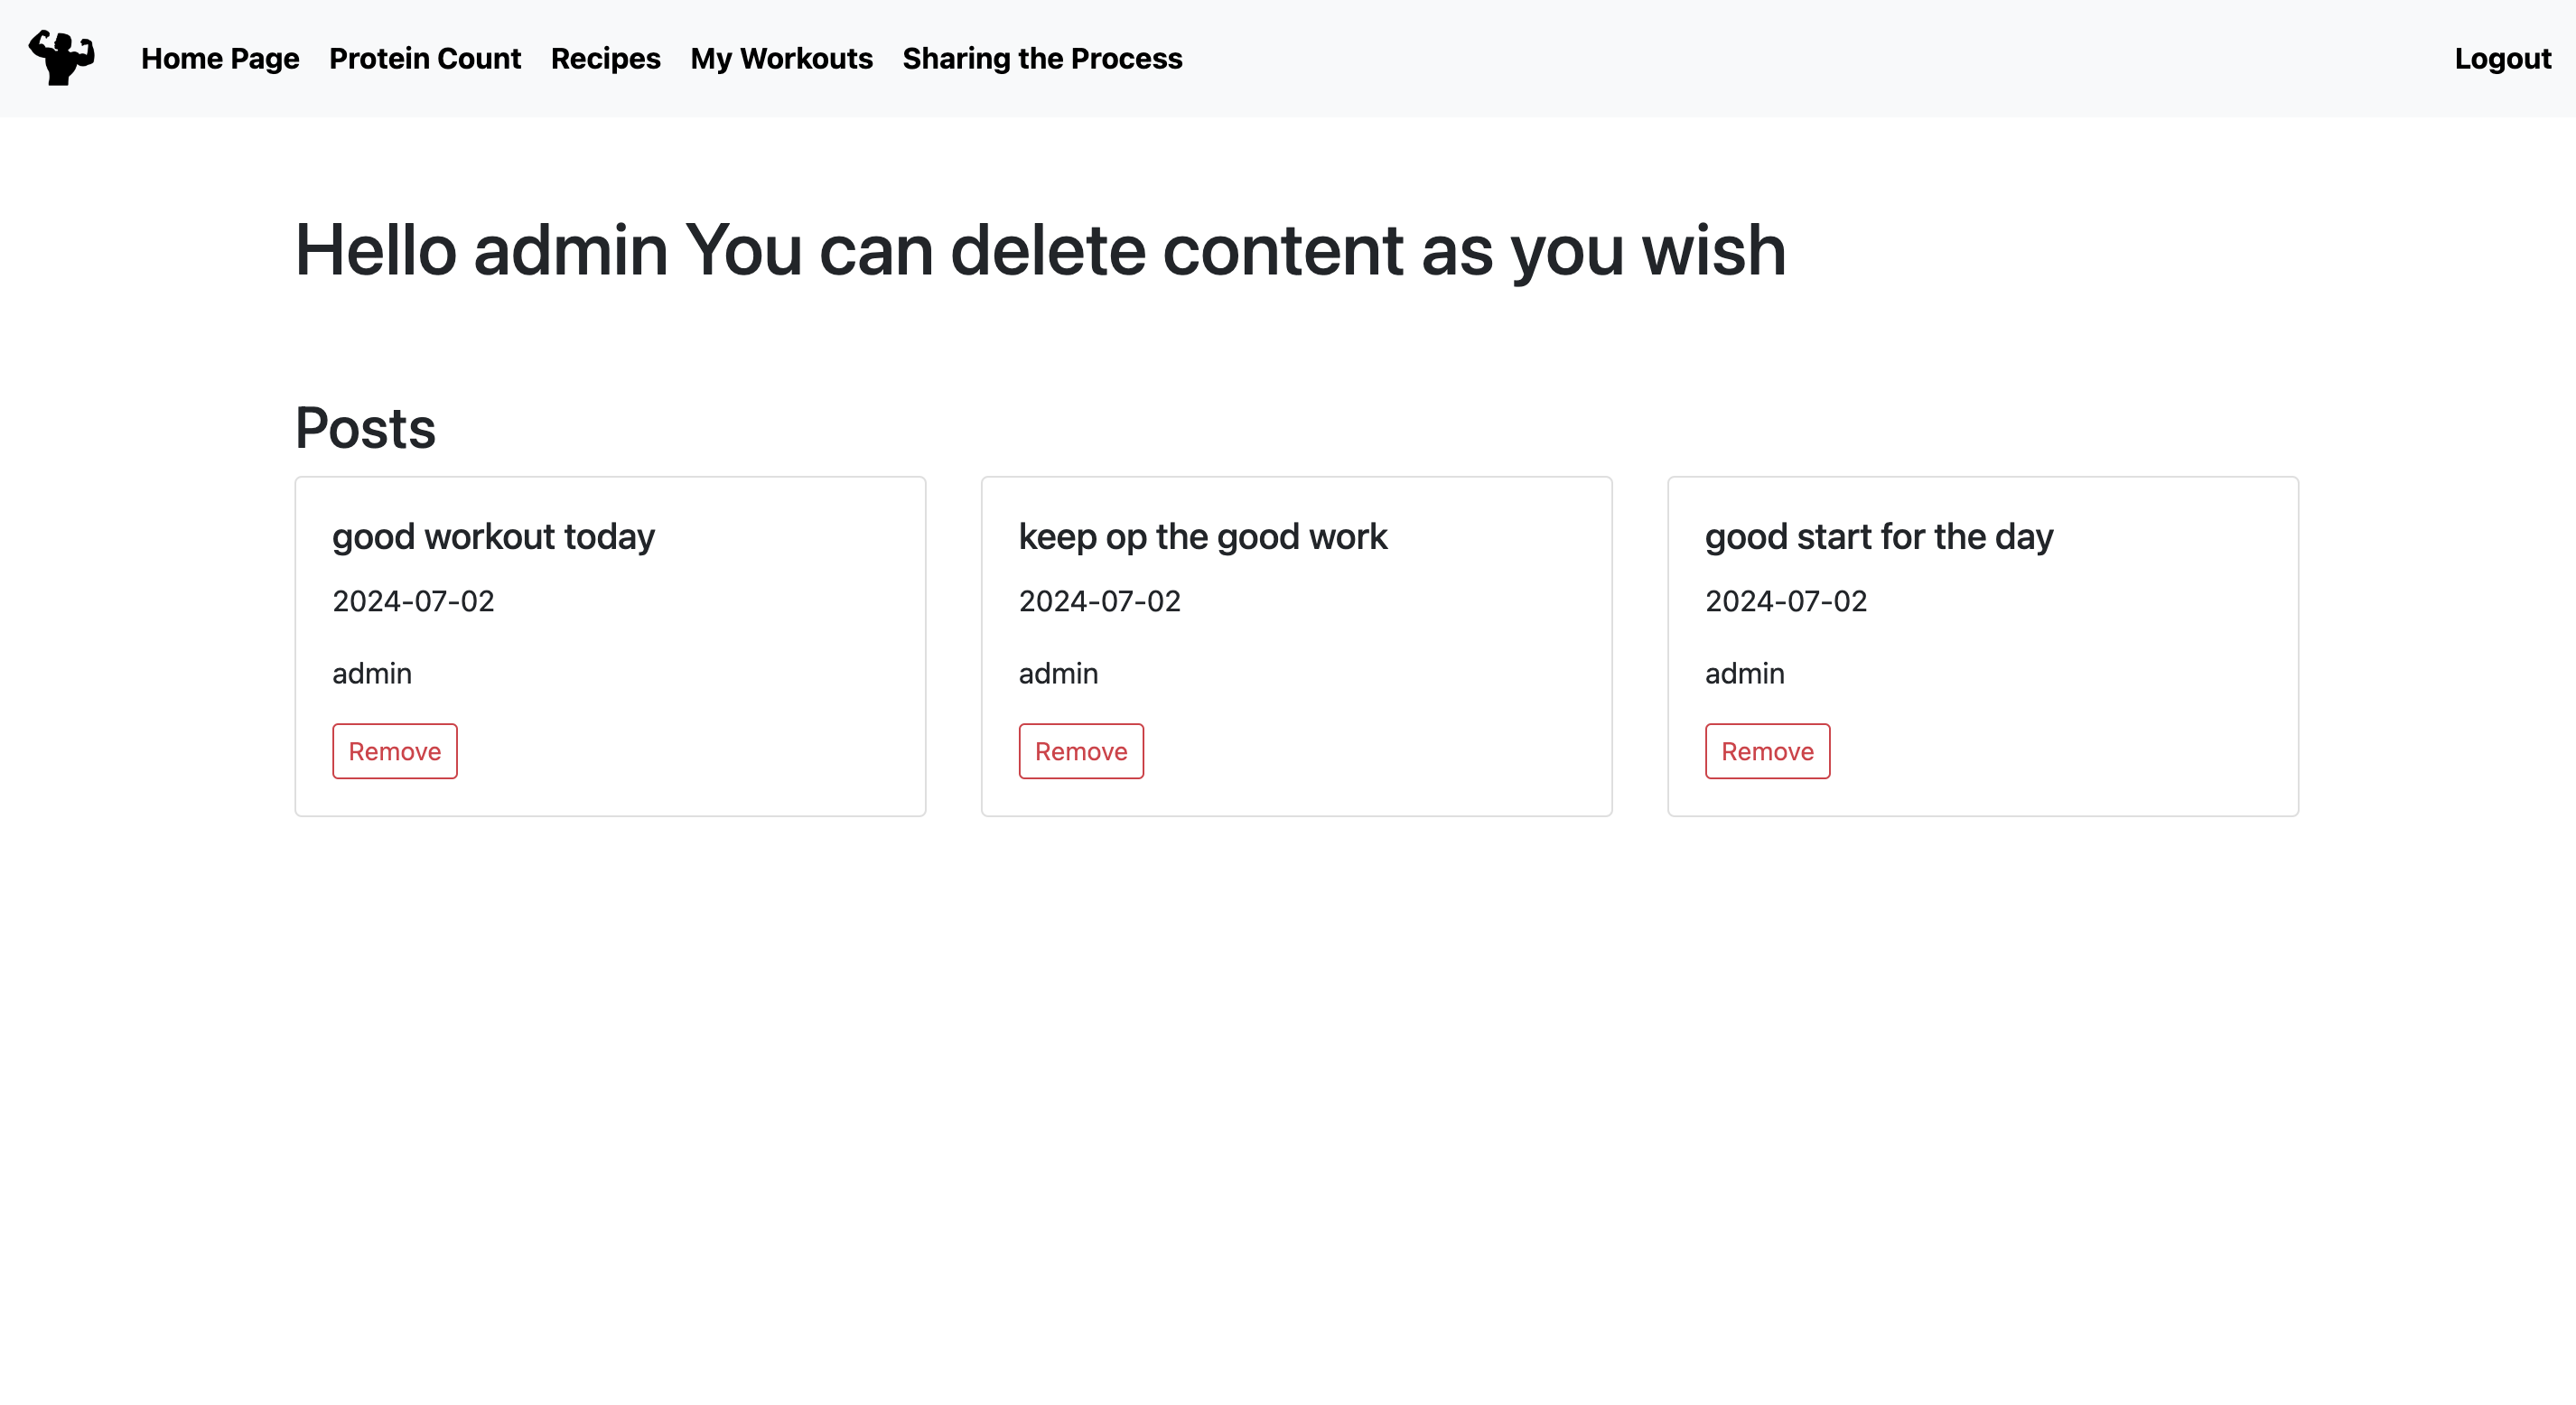 Home Page Protein Count Recipes My Workouts Sharing the Process Logout
Hello admin You can delete content as you wish
Posts
good workout today
2024-07-02
admin
Remove
keep op the good work
2024-07-02
admin
Remove
good start for the day
2024-07-02
admin
Remove